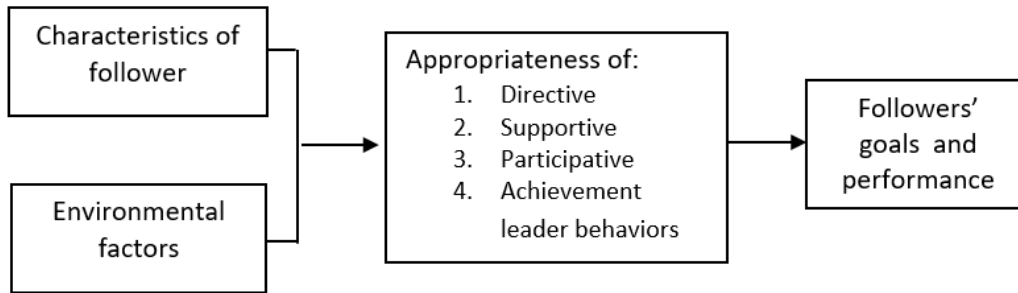 Characteristics of
follower
Environmental
factors
Appropriateness of:
1. Directive
2. Supportive
3. Participative
4. Achievement
leader behaviors
Followers’
goals and
performance